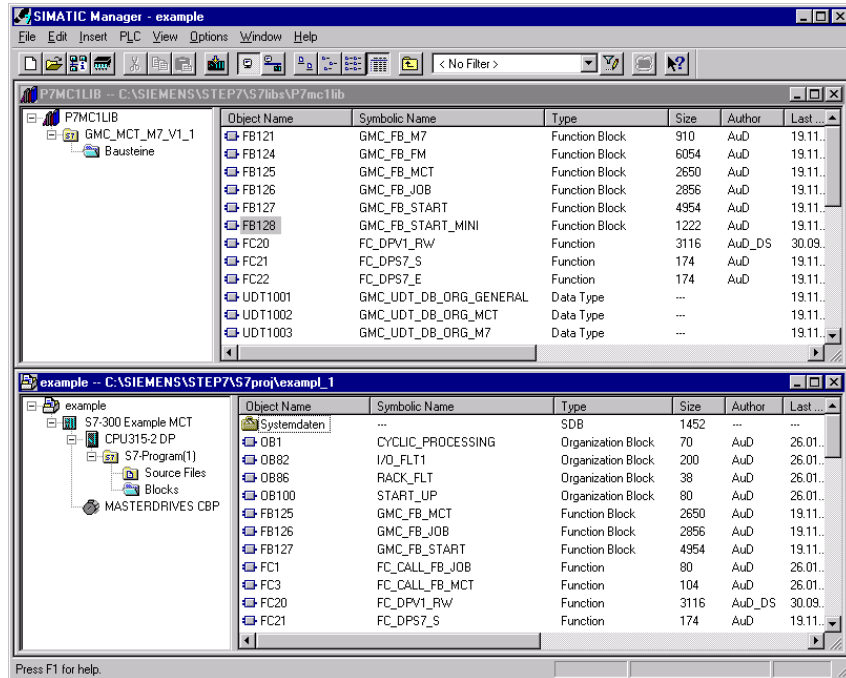 SIMATIC Manager - example
File Edit Insert PLC View Options Window Help
< No Filter >
P7MC1LIB -- C:\SIEMENS\STEP7\S7libs\P7mc1lib
P7MC1LIB
GMC_MCT_M7_V1_1
Bausteine
Object Name Symbolic Name Type Size Author Last ...
FB121 GMC_FB_M7 Function Block 910 AuD 19.11..
FB124 GMC_FB_FM Function Block 6054 AuD 19.11..
FB125 GMC_FB_MCT Function Block 2650 AuD 19.11..
FB126 GMC_FB_JOB Function Block 2856 AuD 19.11..
FB127 GMC_FB_START Function Block 4954 AuD 19.11..
FB128 GMC_FB_START_MINI Function Block 1222 AuD 19.11..
FC20 FC_DPV1_RW Function 3116 AuD_DS 30.09..
FC21 FC_DPS7_S Function 174 AuD 19.11..
FC22 FC_DPS7_E Function 174 AuD 19.11..
UDT1001 GMC_UDT_DB_ORG_GENERAL Data Type --- 19.11..
UDT1002 GMC_UDT_DB_ORG_MCT Data Type --- 19.11..
UDT1003 GMC_UDT_DB_ORG_M7 Data Type --- 19.11..
example -- C:\SIEMENS\STEP7\S7proj\exampl_1
example
S7-300 Example MCT
CPU315-2 DP
S7-Program(1)
Source Files
Blocks
MASTERDRIVES CBP
Object Name Symbolic Name Type Size Author Last ...
Systemdaten --- SDB 1452 --- ---
OB1 CYCLIC_PROCESSING Organization Block 70 AuD 26.01..
OB82 I/O_FLT1 Organization Block 200 AuD 26.01..
OB86 RACK_FLT Organization Block 38 AuD 26.01..
OB100 START_UP Organization Block 80 AuD 26.01..
FB125 GMC_FB_MCT Function Block 2650 AuD 19.11..
FB126 GMC_FB_JOB Function Block 2856 AuD 19.11..
FB127 GMC_FB_START Function Block 4954 AuD 19.11..
FC1 FC_CALL_FB_JOB Function 80 AuD 26.01..
FC3 FC_CALL_FB_MCT Function 104 AuD 26.01..
FC20 FC_DPV1_RW Function 3116 AuD_DS 30.09..
FC21 FC_DPS7_S Function 174 AuD 19.11..
Press F1 for help.